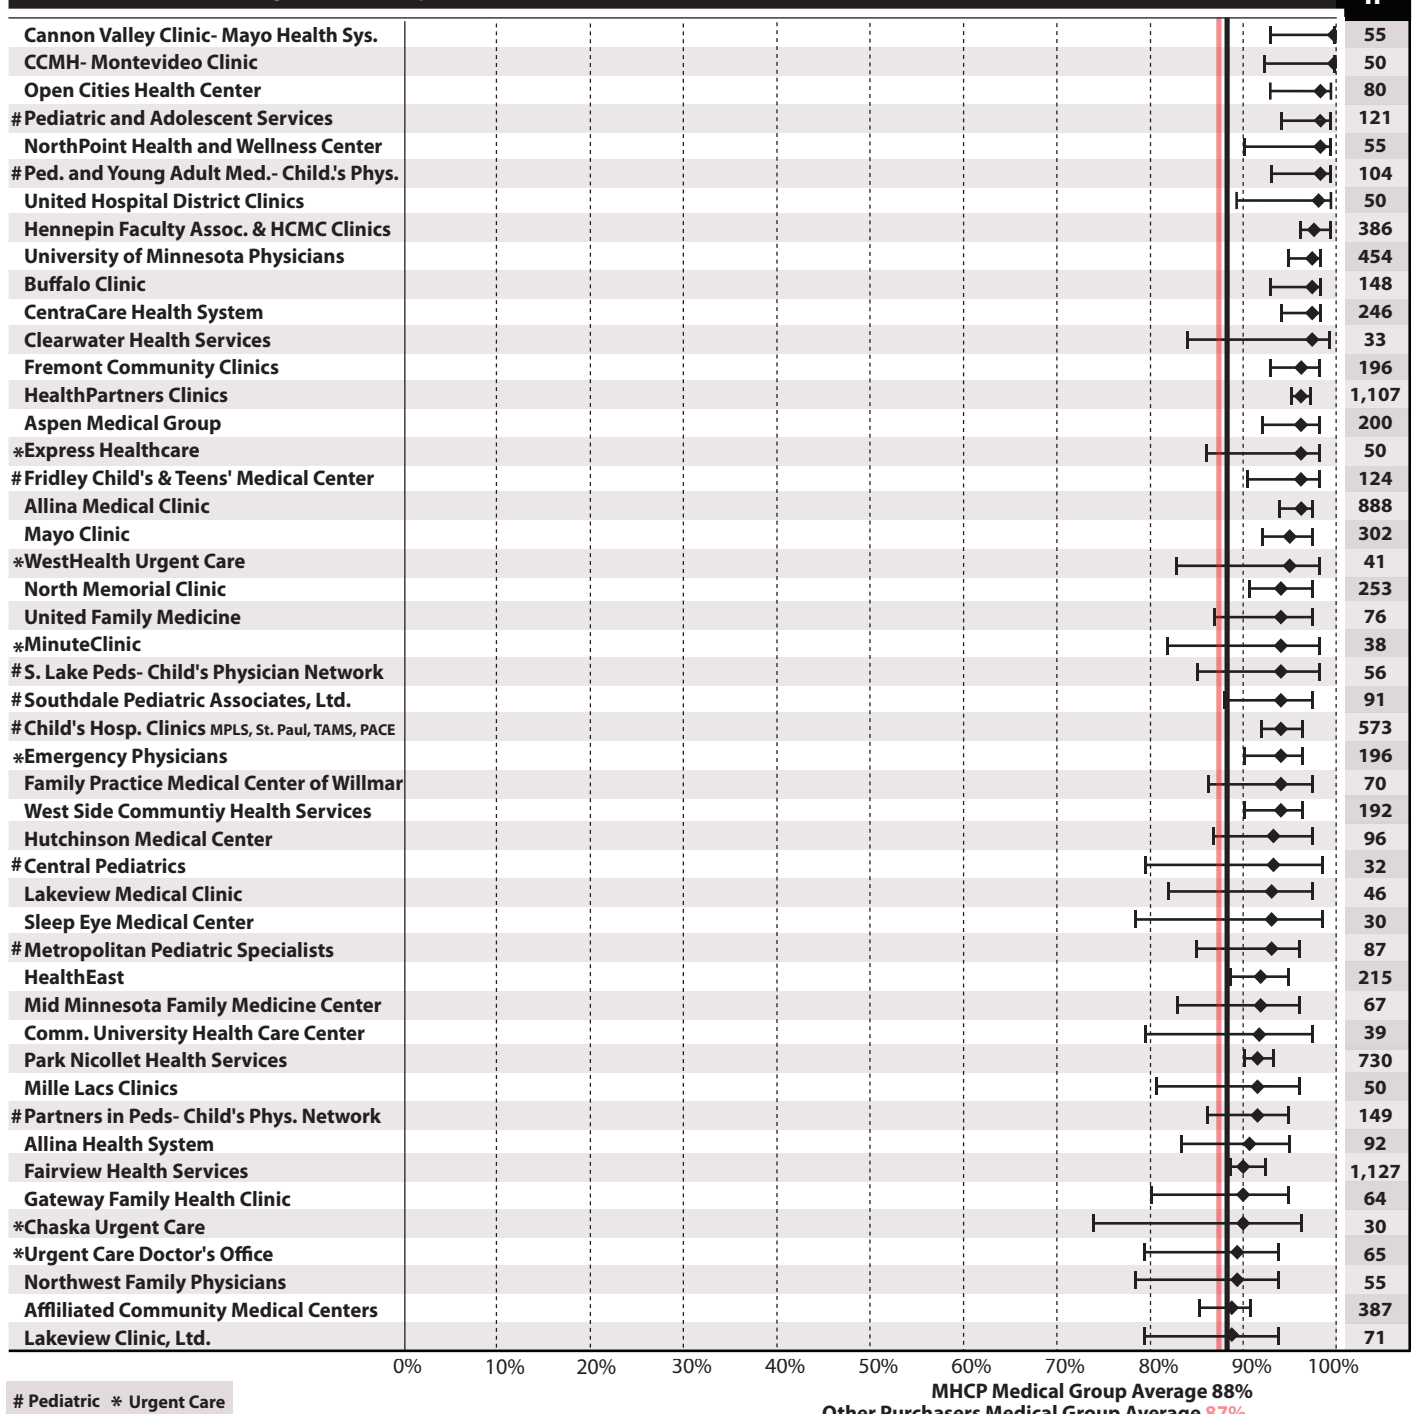 Cannon Valley Clinic- Mayo Health Sys. 55
CCMH- Montevideo Clinic 50
Open Cities Health Center 80
# Pediatric and Adolescent Services 121
NorthPoint Health and Wellness Center 55
# Ped. and Young Adult Med.- Child.'s Phys. 104
United Hospital District Clinics 50
Hennepin Faculty Assoc. & HCMC Clinics 386
University of Minnesota Physicians 454
Buffalo Clinic 148
CentraCare Health System 246
Clearwater Health Services 33
Fremont Community Clinics 196
HealthPartners Clinics 1,107
Aspen Medical Group 200
*Express Healthcare 50
# Fridley Child's & Teens' Medical Center 124
Allina Medical Clinic 888
Mayo Clinic 302
*WestHealth Urgent Care 41
North Memorial Clinic 253
United Family Medicine 76
*MinuteClinic 38
# S. Lake Peds- Child's Physician Network 56
# Southdale Pediatric Associates, Ltd. 91
# Child's Hosp. Clinics MPLS, St. Paul, TAMS, PACE 573
*Emergency Physicians 196
Family Practice Medical Center of Willmar 70
West Side Communtiy Health Services 192
Hutchinson Medical Center 96
# Central Pediatrics 32
Lakeview Medical Clinic 46
Sleep Eye Medical Center 30
# Metropolitan Pediatric Specialists 87
HealthEast 215
Mid Minnesota Family Medicine Center 67
Comm. University Health Care Center 39
Park Nicollet Health Services 730
Mille Lacs Clinics 50
# Partners in Peds- Child's Phys. Network 149
Allina Health System 92
Fairview Health Services 1,127
Gateway Family Health Clinic 64
*Chaska Urgent Care 30
*Urgent Care Doctor's Office 65
Northwest Family Physicians 55
Affliliated Community Medical Centers 387
Lakeview Clinic, Ltd. 71
0% 10% 20% 30% 40% 50% 60% 70% 80% 90% 100%
MHCP Medical Group Average 88%
# Pediatric * Urgent Care
Other Purchasers Medical Group Average 87%